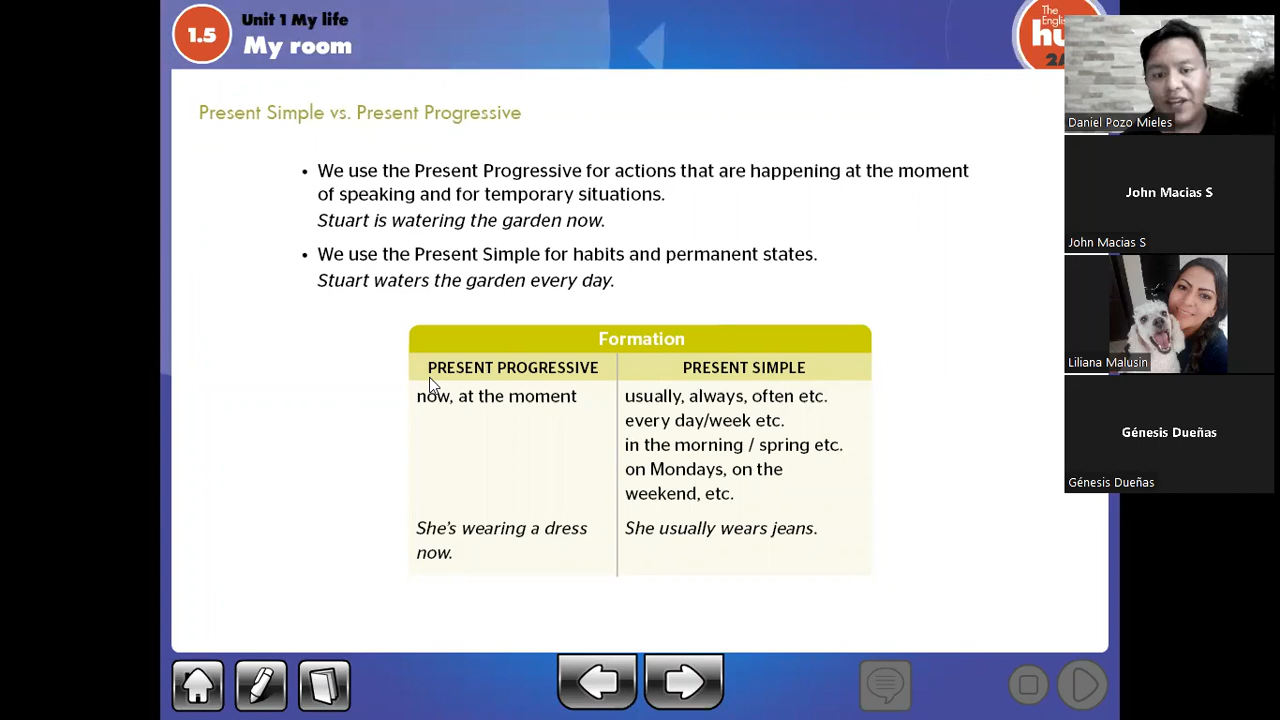 1.5
Unit 1 My life
My room
The
English
hu
2
Present Simple vs. Present Progressive
• We use the Present Progressive for actions that are happening at the moment
of speaking and for temporary situations.
Stuart is watering the garden now.
• We use the Present Simple for habits and permanent states.
Stuart waters the garden every day.
Formation
PRESENT PROGRESSIVE PRESENT SIMPLE
now, at the moment usually, always, often etc.
every day/week etc.
in the morning / spring etc.
on Mondays, on the
weekend, etc.
She's wearing a dress She usually wears jeans.
now.
Daniel Pozo Mieles
John Macias S
John Macias S
Liliana Malusin
Génesis Dueñas
Génesis Dueñas